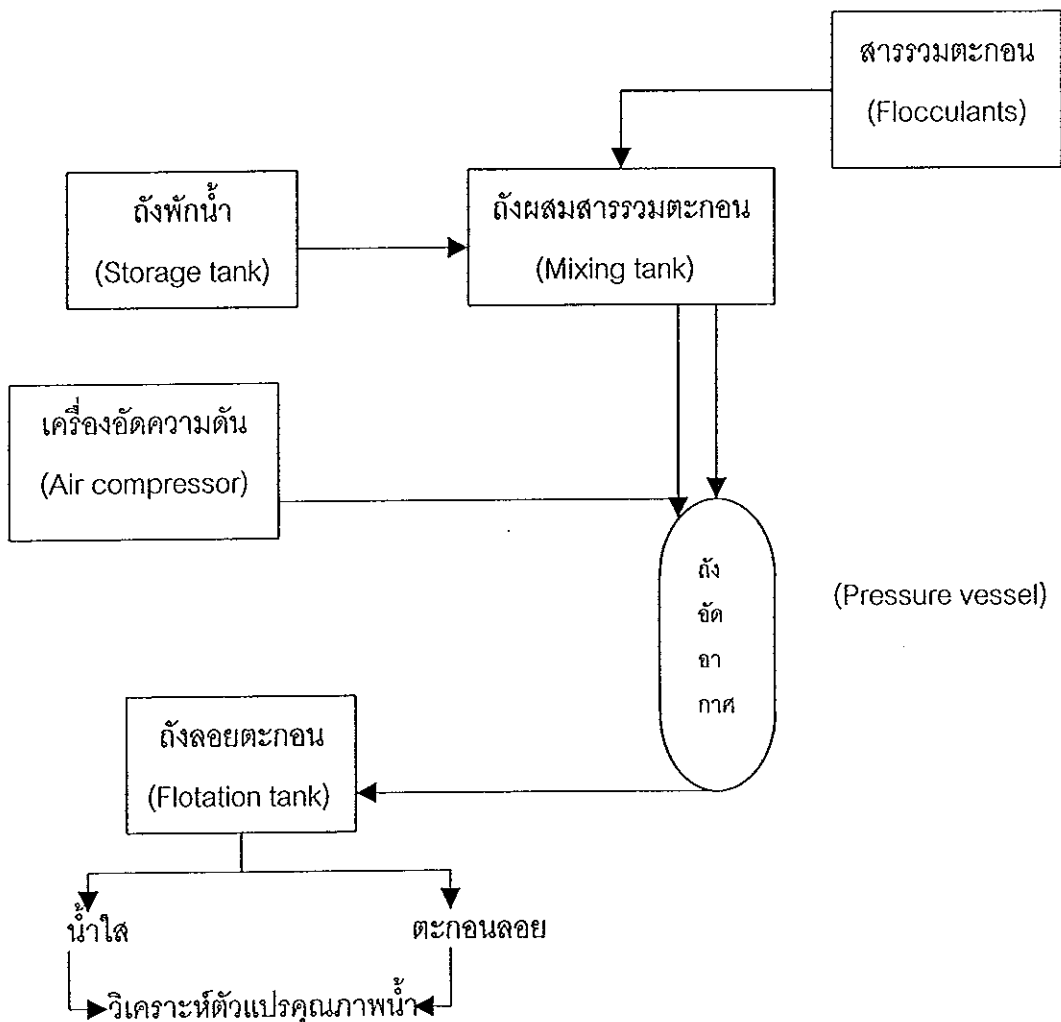 สารรวมตะกอน
(Flocculants)
ถังพักน้ำ
(Storage tank)
ถังผสมสารรวมตะกอน
(Mixing tank)
เครื่องอัดความดัน
(Air compressor)
ถัง
อัด
อา
กาศ
(Pressure vessel)
ถังลอยตะกอน
(Flotation tank)
น้ำใส
ตะกอนลอย
วิเคราะห์ตัวแปรคุณภาพน้ำ